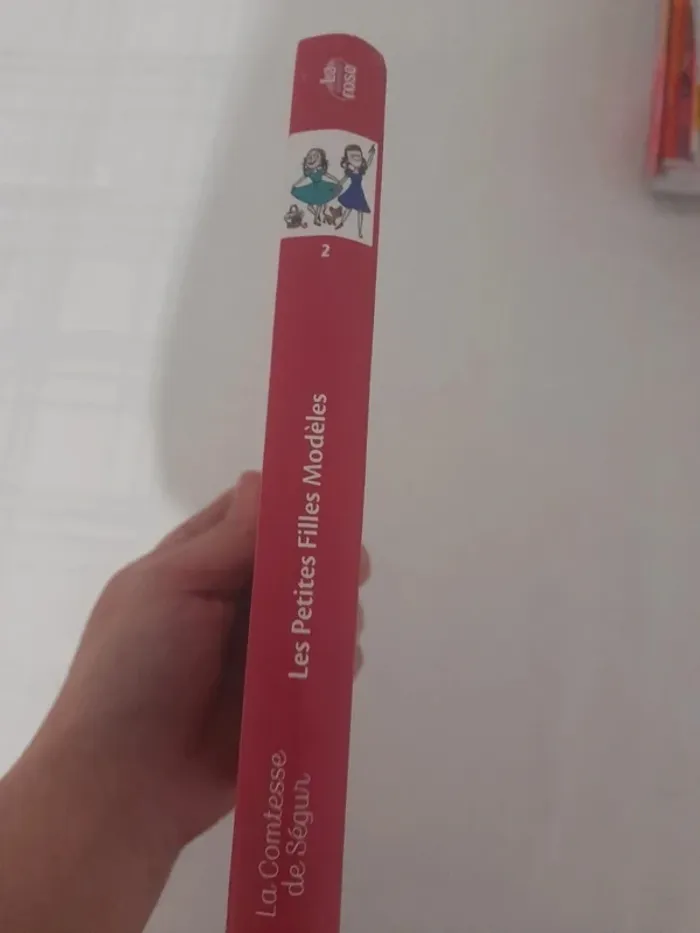 La
rose
2
Les Petites Filles Modèles
La Comtesse
de Ségur